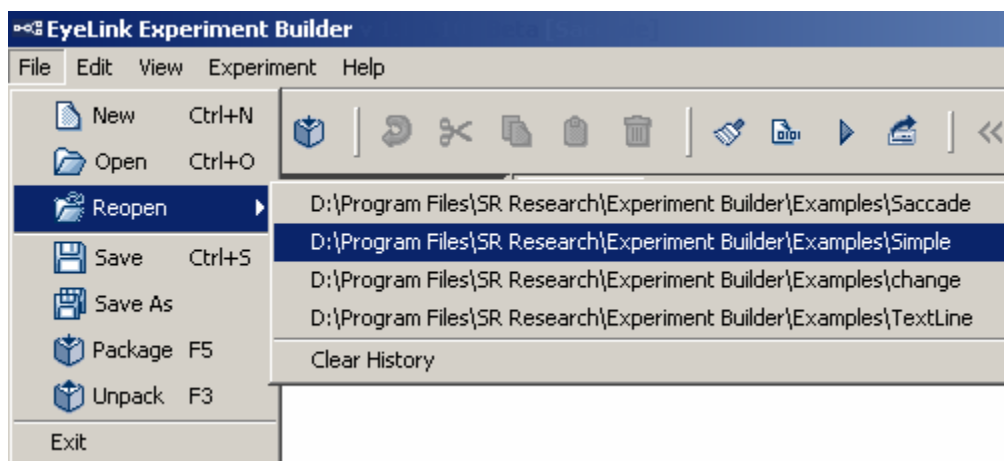 EyeLink Experiment Builder
File Edit View Experiment Help
New Ctrl+N
Open Ctrl+O
Reopen
D:\Program Files\SR Research\Experiment Builder\Examples\Saccade
D:\Program Files\SR Research\Experiment Builder\Examples\Simple
D:\Program Files\SR Research\Experiment Builder\Examples\change
D:\Program Files\SR Research\Experiment Builder\Examples\TextLine
Clear History
Save Ctrl+S
Save As
Package F5
Unpack F3
Exit